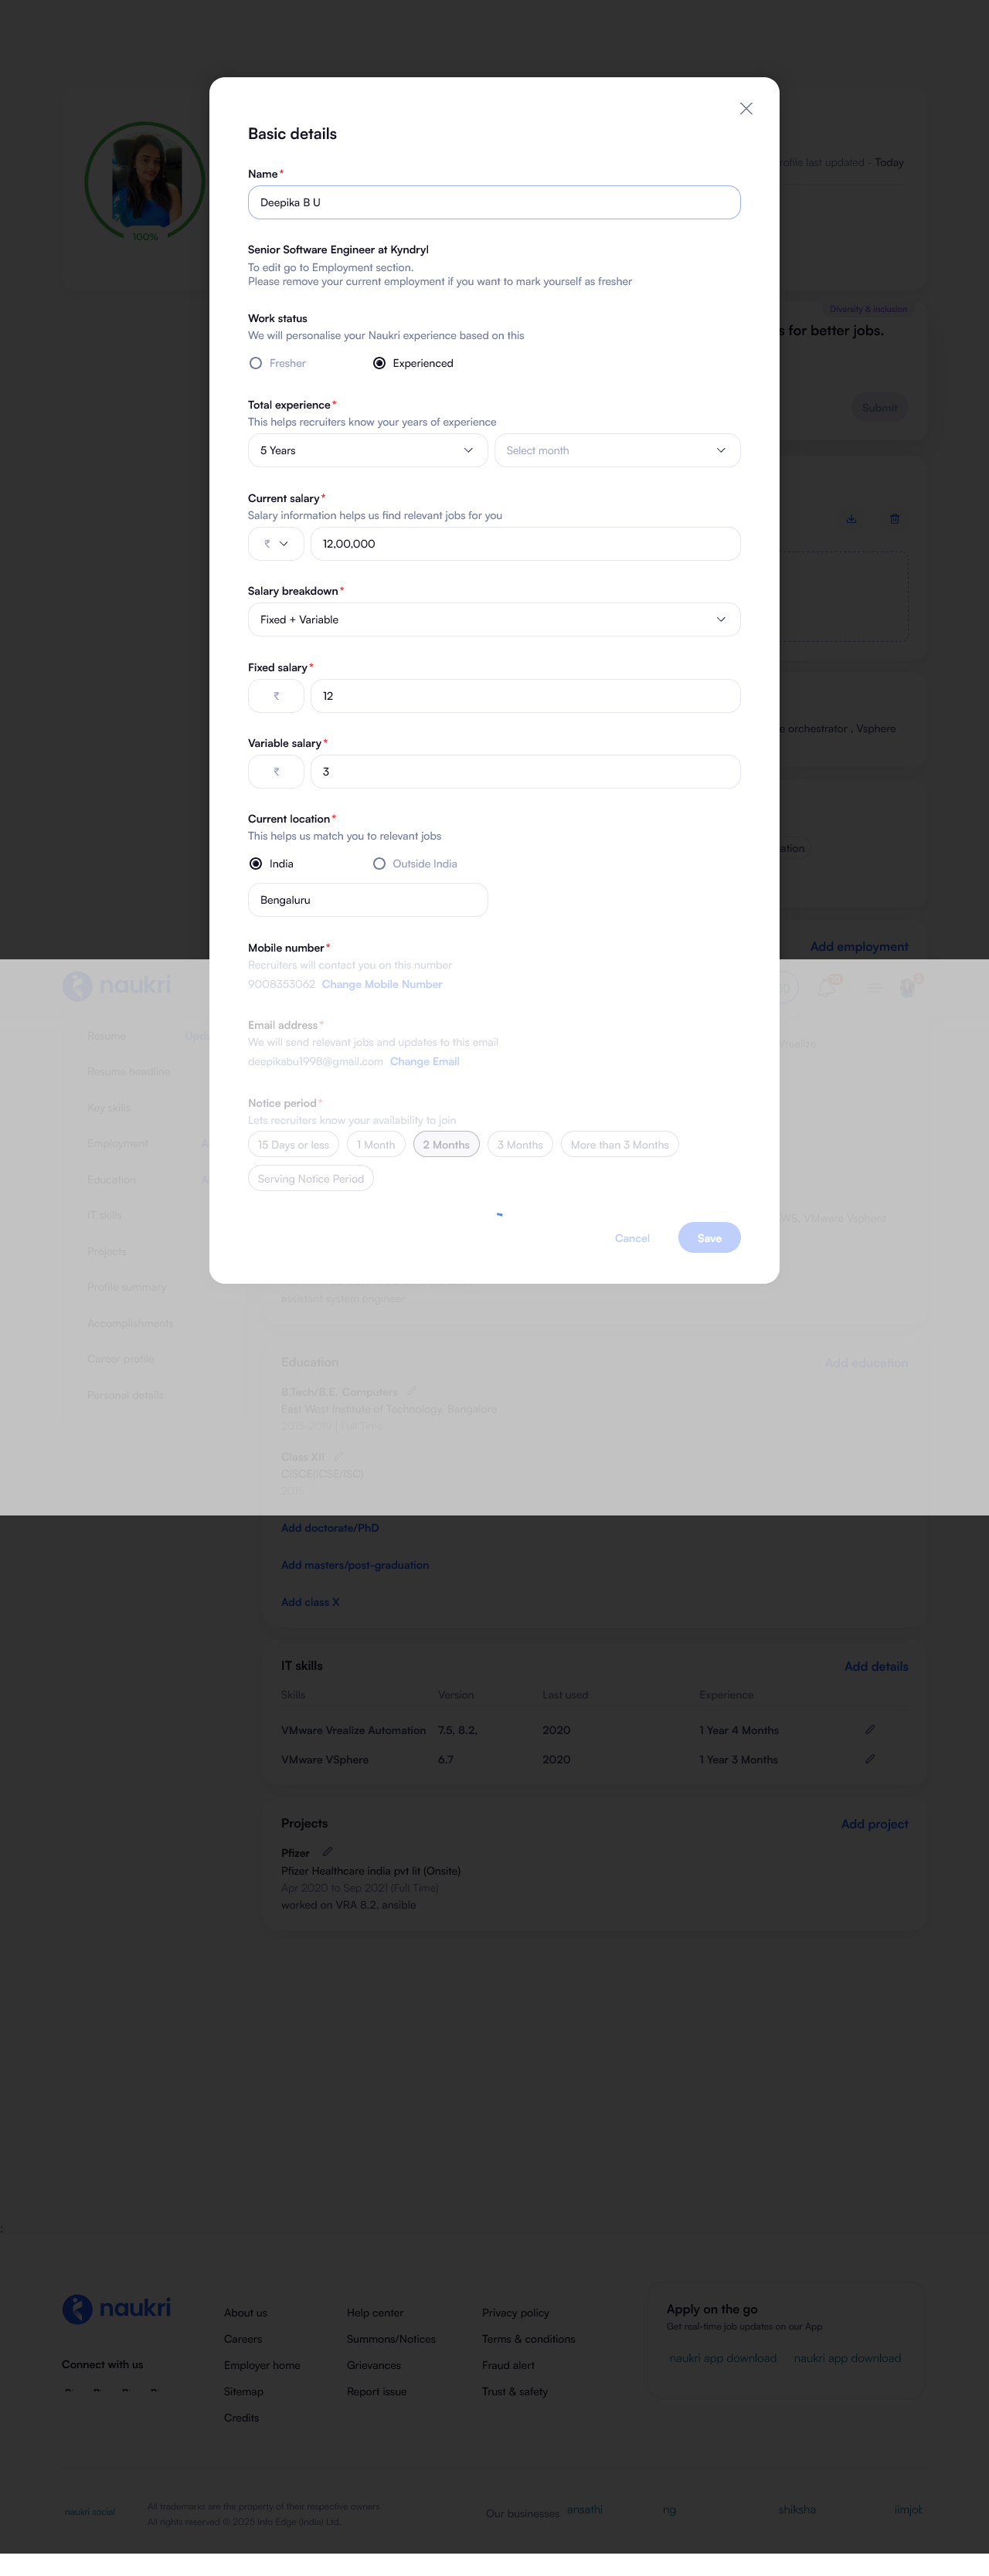 100%
Profile last updated - Today
Diversity & inclusion
s for better jobs.
Submit
e orchestrator , Vsphere
Add employment
Basic details
Name*
Deepika B U
Senior Software Engineer at Kyndryl
To edit go to Employment section.
Please remove your current employment if you want to mark yourself as fresher
Work status
We will personalise your Naukri experience based on this
Fresher
Experienced
Total experience*
This helps recruiters know your years of experience
5 Years
Select month
Current salary*
Salary information helps us find relevant jobs for you
₹
12,00,000
Salary breakdown*
Fixed + Variable
Fixed salary*
₹
12
Variable salary*
₹
3
Current location*
This helps us match you to relevant jobs
India
Outside India
Bengaluru
Mobile number*
Recruiters will contact you on this number
9008353062 Change Mobile Number
Email address*
We will send relevant jobs and updates to this email
deepikabu1998@gmail.com Change Email
Notice period*
Lets recruiters know your availability to join
15 Days or less
1 Month
2 Months
3 Months
More than 3 Months
Serving Notice Period
Cancel
Save
naukri
Resume
Resume headline
Key skills
Employment
Education
IT skills
Projects
Profile summary
Accomplishments
Career profile
Personal details
WS, VMware Vsphere
assistant system engineer
Education
Add education
B.Tech/B.E. Computers
East West Institute of Technology, Bangalore
Class XII
CISCE(ICSE/ISC)
Add doctorate/PhD
Add masters/post-graduation
Add class X
IT skills
Add details
Skills Version Last used Experience
VMware Vrealize Automation 7.5, 8.2, 2020 1 Year 4 Months
VMware VSphere 6.7 2020 1 Year 3 Months
Projects
Add project
Pfizer
Pfizer Healthcare india pvt lit (Onsite)
Apr 2020 to Sep 2021 (Full Time)
worked on VRA 8.2, ansible
naukri
Connect with us
About us
Careers
Employer home
Sitemap
Credits
Help center
Summons/Notices
Grievances
Report issue
Privacy policy
Terms & conditions
Fraud alert
Trust & safety
Apply on the go
Get real-time job updates on our App
naukri app download
naukri app download
naukri social
All trademarks are the property of their respective owners
All rights reserved © 2025 Info Edge (India) Ltd.
Our businesses
ansathi
ng
shiksha
iimjob